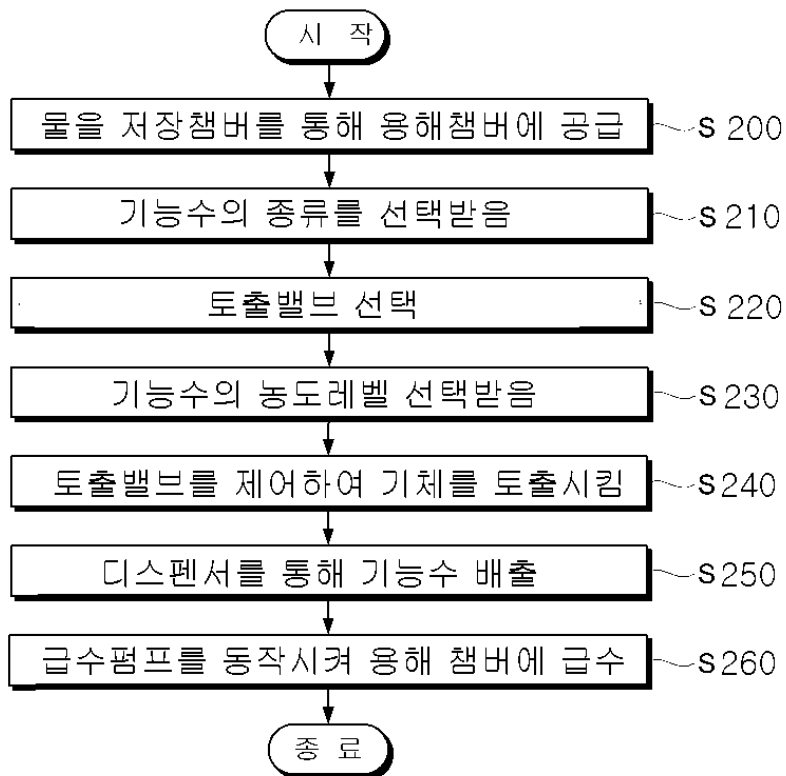 시 작
물을 저장챔버를 통해 용해챔버에 공급 S 200
기능수의 종류를 선택받음 S 210
토출밸브 선택 S 220
기능수의 농도레벨 선택받음 S 230
토출밸브를 제어하여 기체를 토출시킴 S 240
디스펜서를 통해 기능수 배출 S 250
급수펌프를 동작시켜 용해 챔버에 급수 S 260
종 료